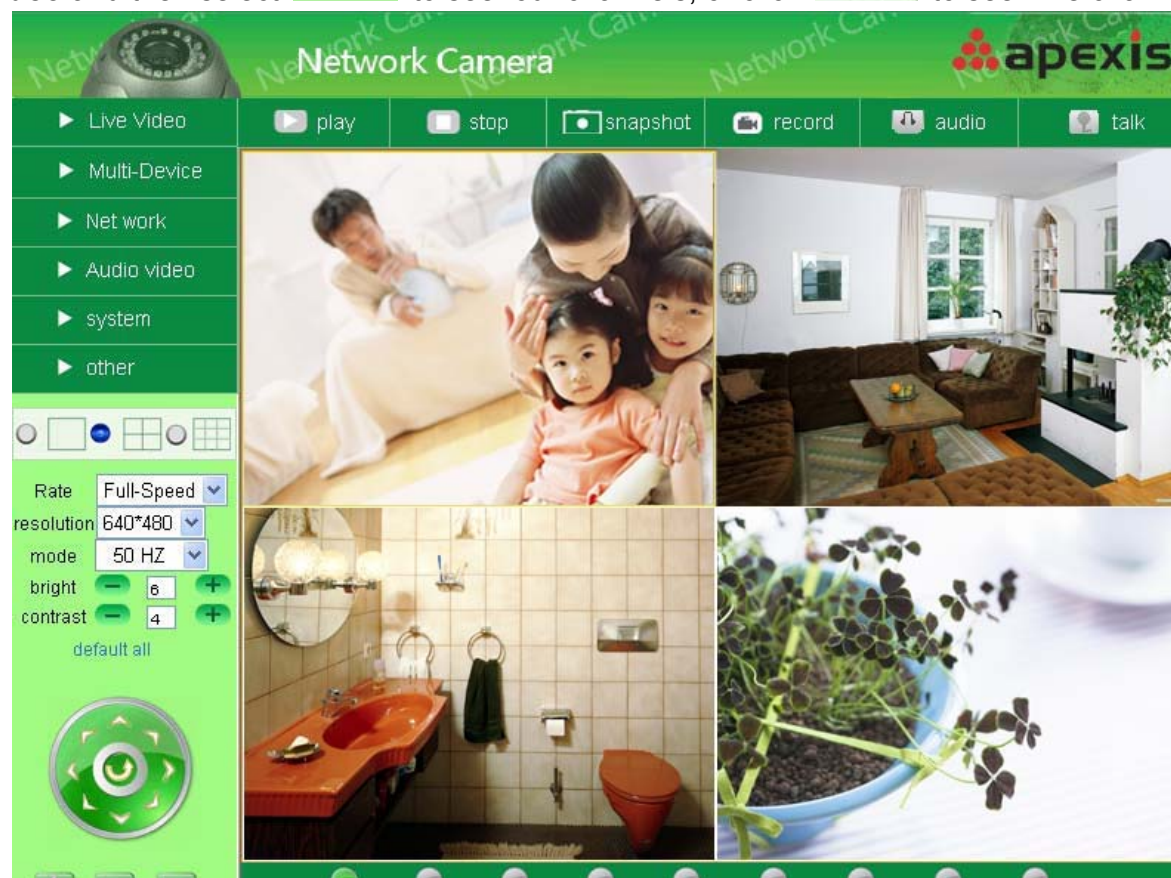 Network Camera
apexis
Live Video
play
stop
snapshot
record
audio
talk
Multi-Device
Net work
Audio video
system
other
Rate Full-Speed
resolution 640*480
mode 50 HZ
bright 6
contrast 4
default all